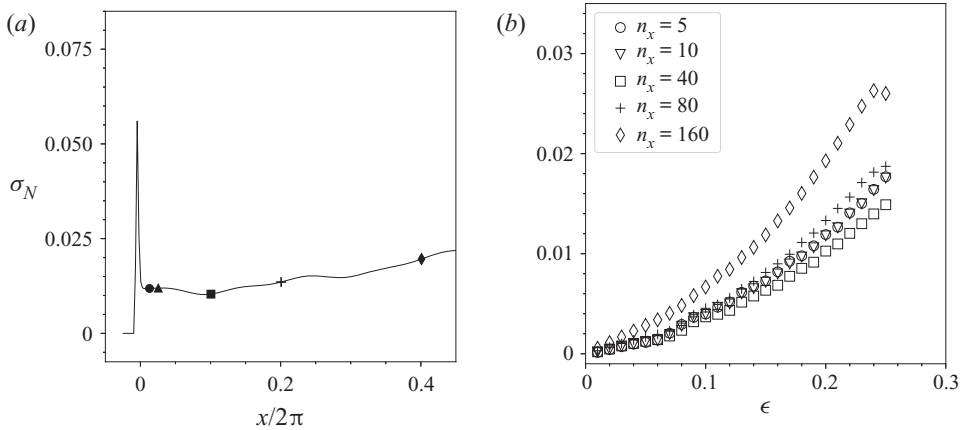 (a)
0.075
0.050
σN
0.025
0
0
0.2
0.4
x/2π
(b)
nx = 5
nx = 10
nx = 40
nx = 80
nx = 160
0.03
0.02
0.01
0
0
0.1
0.2
0.3
ϵ